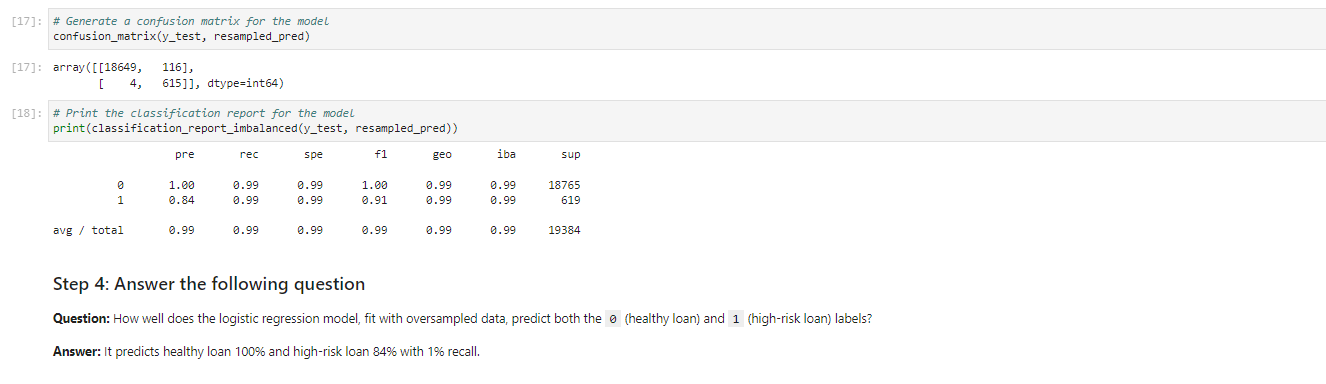 [17]: # Generate a confusion matrix for the model
confusion_matrix(y_test, resampled_pred)
[17]: array([[18649, 116],
[ 4, 615]], dtype=int64)
[18]: # Print the classification report for the model
print(classification_report_imbalanced(y_test, resampled_pred))
pre rec spe f1 geo iba sup
0 1.00 0.99 0.99 1.00 0.99 0.99 18765
1 0.84 0.99 0.99 0.91 0.99 0.99 619
avg / total 0.99 0.99 0.99 0.99 0.99 0.99 19384
Step 4: Answer the following question
Question: How well does the logistic regression model, fit with oversampled data, predict both the 0 (healthy loan) and 1 (high-risk loan) labels?
Answer: It predicts healthy loan 100% and high-risk loan 84% with 1% recall.